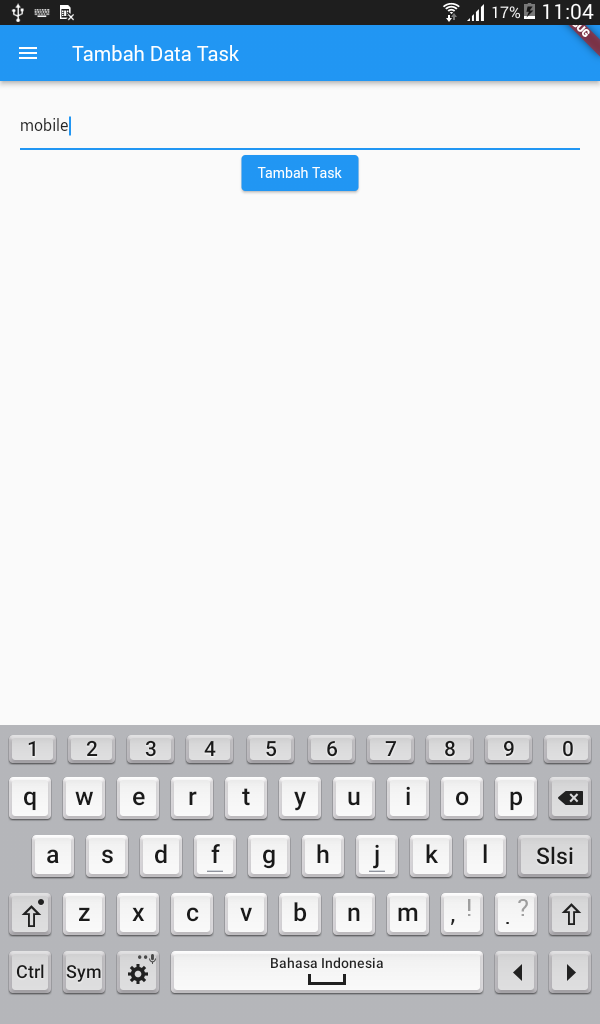 17% 11:04
Tambah Data Task
mobile
Tambah Task
1 2 3 4 5 6 7 8 9 0
q w e r t y u i o p
a s d f g h j k l Slsi
z x c v b n m , ! . ?
Ctrl Sym Bahasa Indonesia